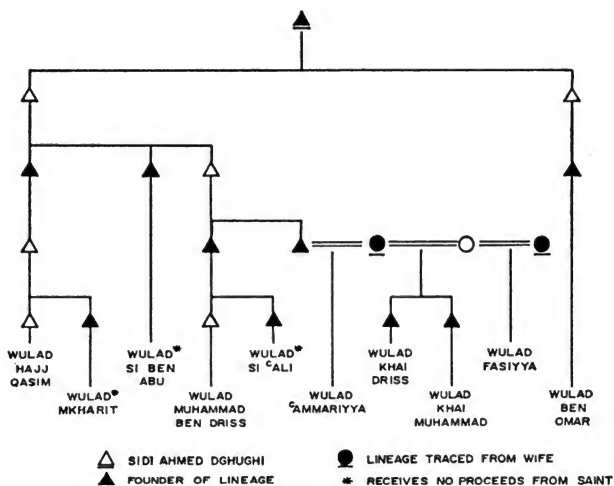 WULAD
HAJJ
QASIM
WULAD*
MKHARIT
WULAD*
SI BEN
ABU
WULAD
MUHAMMAD
BEN DRISS
WULAD*
SI ᶜALI
WULAD
ᶜAMMARIYYA
WULAD
KHAI
DRISS
WULAD
KHAI
MUHAMMAD
WULAD
FASIYYA
WULAD
BEN
OMAR
SIDI AHMED DGHUGHI
FOUNDER OF LINEAGE
LINEAGE TRACED FROM WIFE
* RECEIVES NO PROCEEDS FROM SAINT